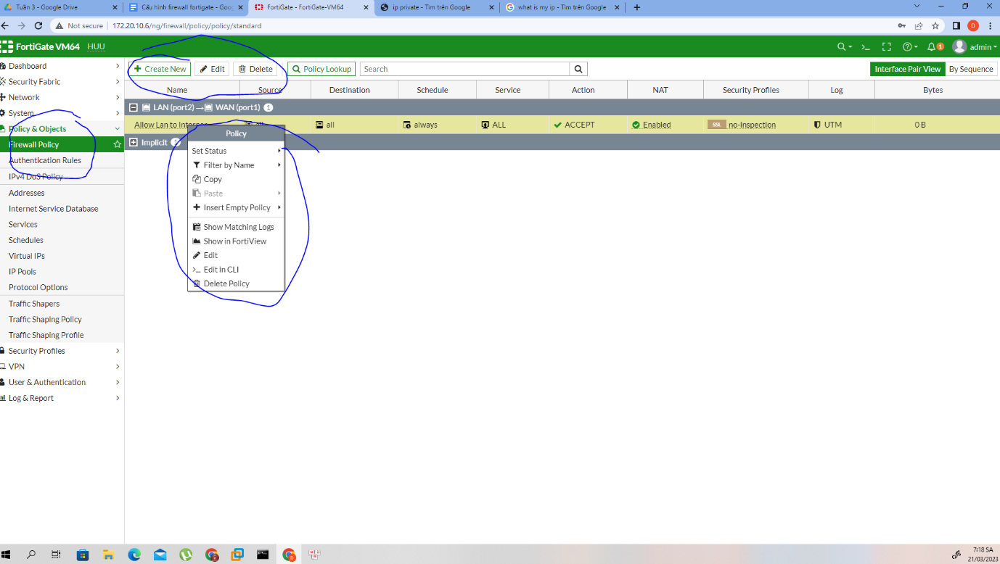 Tuần 3 - Google Drive
Cấu hình firewall fortigate - Goo
FortiGate - FortiGate-VM64
ip private - Tìm trên Google
what is my ip - Tìm trên Google
Not secure 172.20.10.6/ng/firewall/policy/policy/standard
D
FortiGate VM64 HUU
1 admin
Dashboard
Security Fabric
Network
System
Policy & Objects
Firewall Policy
Authentication Rules
IPv4 DoS Policy
Addresses
Internet Service Database
Services
Schedules
Virtual IPs
IP Pools
Protocol Options
Traffic Shapers
Traffic Shaping Policy
Traffic Shaping Profile
Security Profiles
VPN
User & Authentication
Log & Report
Create New Edit Delete Policy Lookup Search Interface Pair View By Sequence
Name Source Destination Schedule Service Action NAT Security Profiles Log Bytes
LAN (port2) → WAN (port1) 1
Allow Lan to all always ALL ACCEPT Enabled SSL no-inspection UTM 0 B
Implicit 1
Policy
Set Status
Filter by Name
Copy
Paste
Insert Empty Policy
Show Matching Logs
Show in FortiView
Edit
Edit in CLI
Delete Policy
7:18 SA
21/03/2023